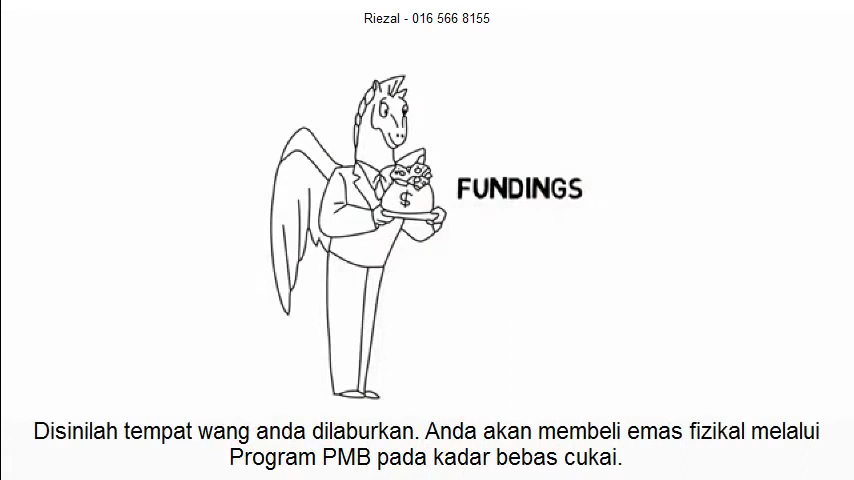 Riezal - 016 566 8155
FUNDINGS
$
Disinilah tempat wang anda dilaburkan. Anda akan membeli emas fizikal melalui
Program PMB pada kadar bebas cukai.